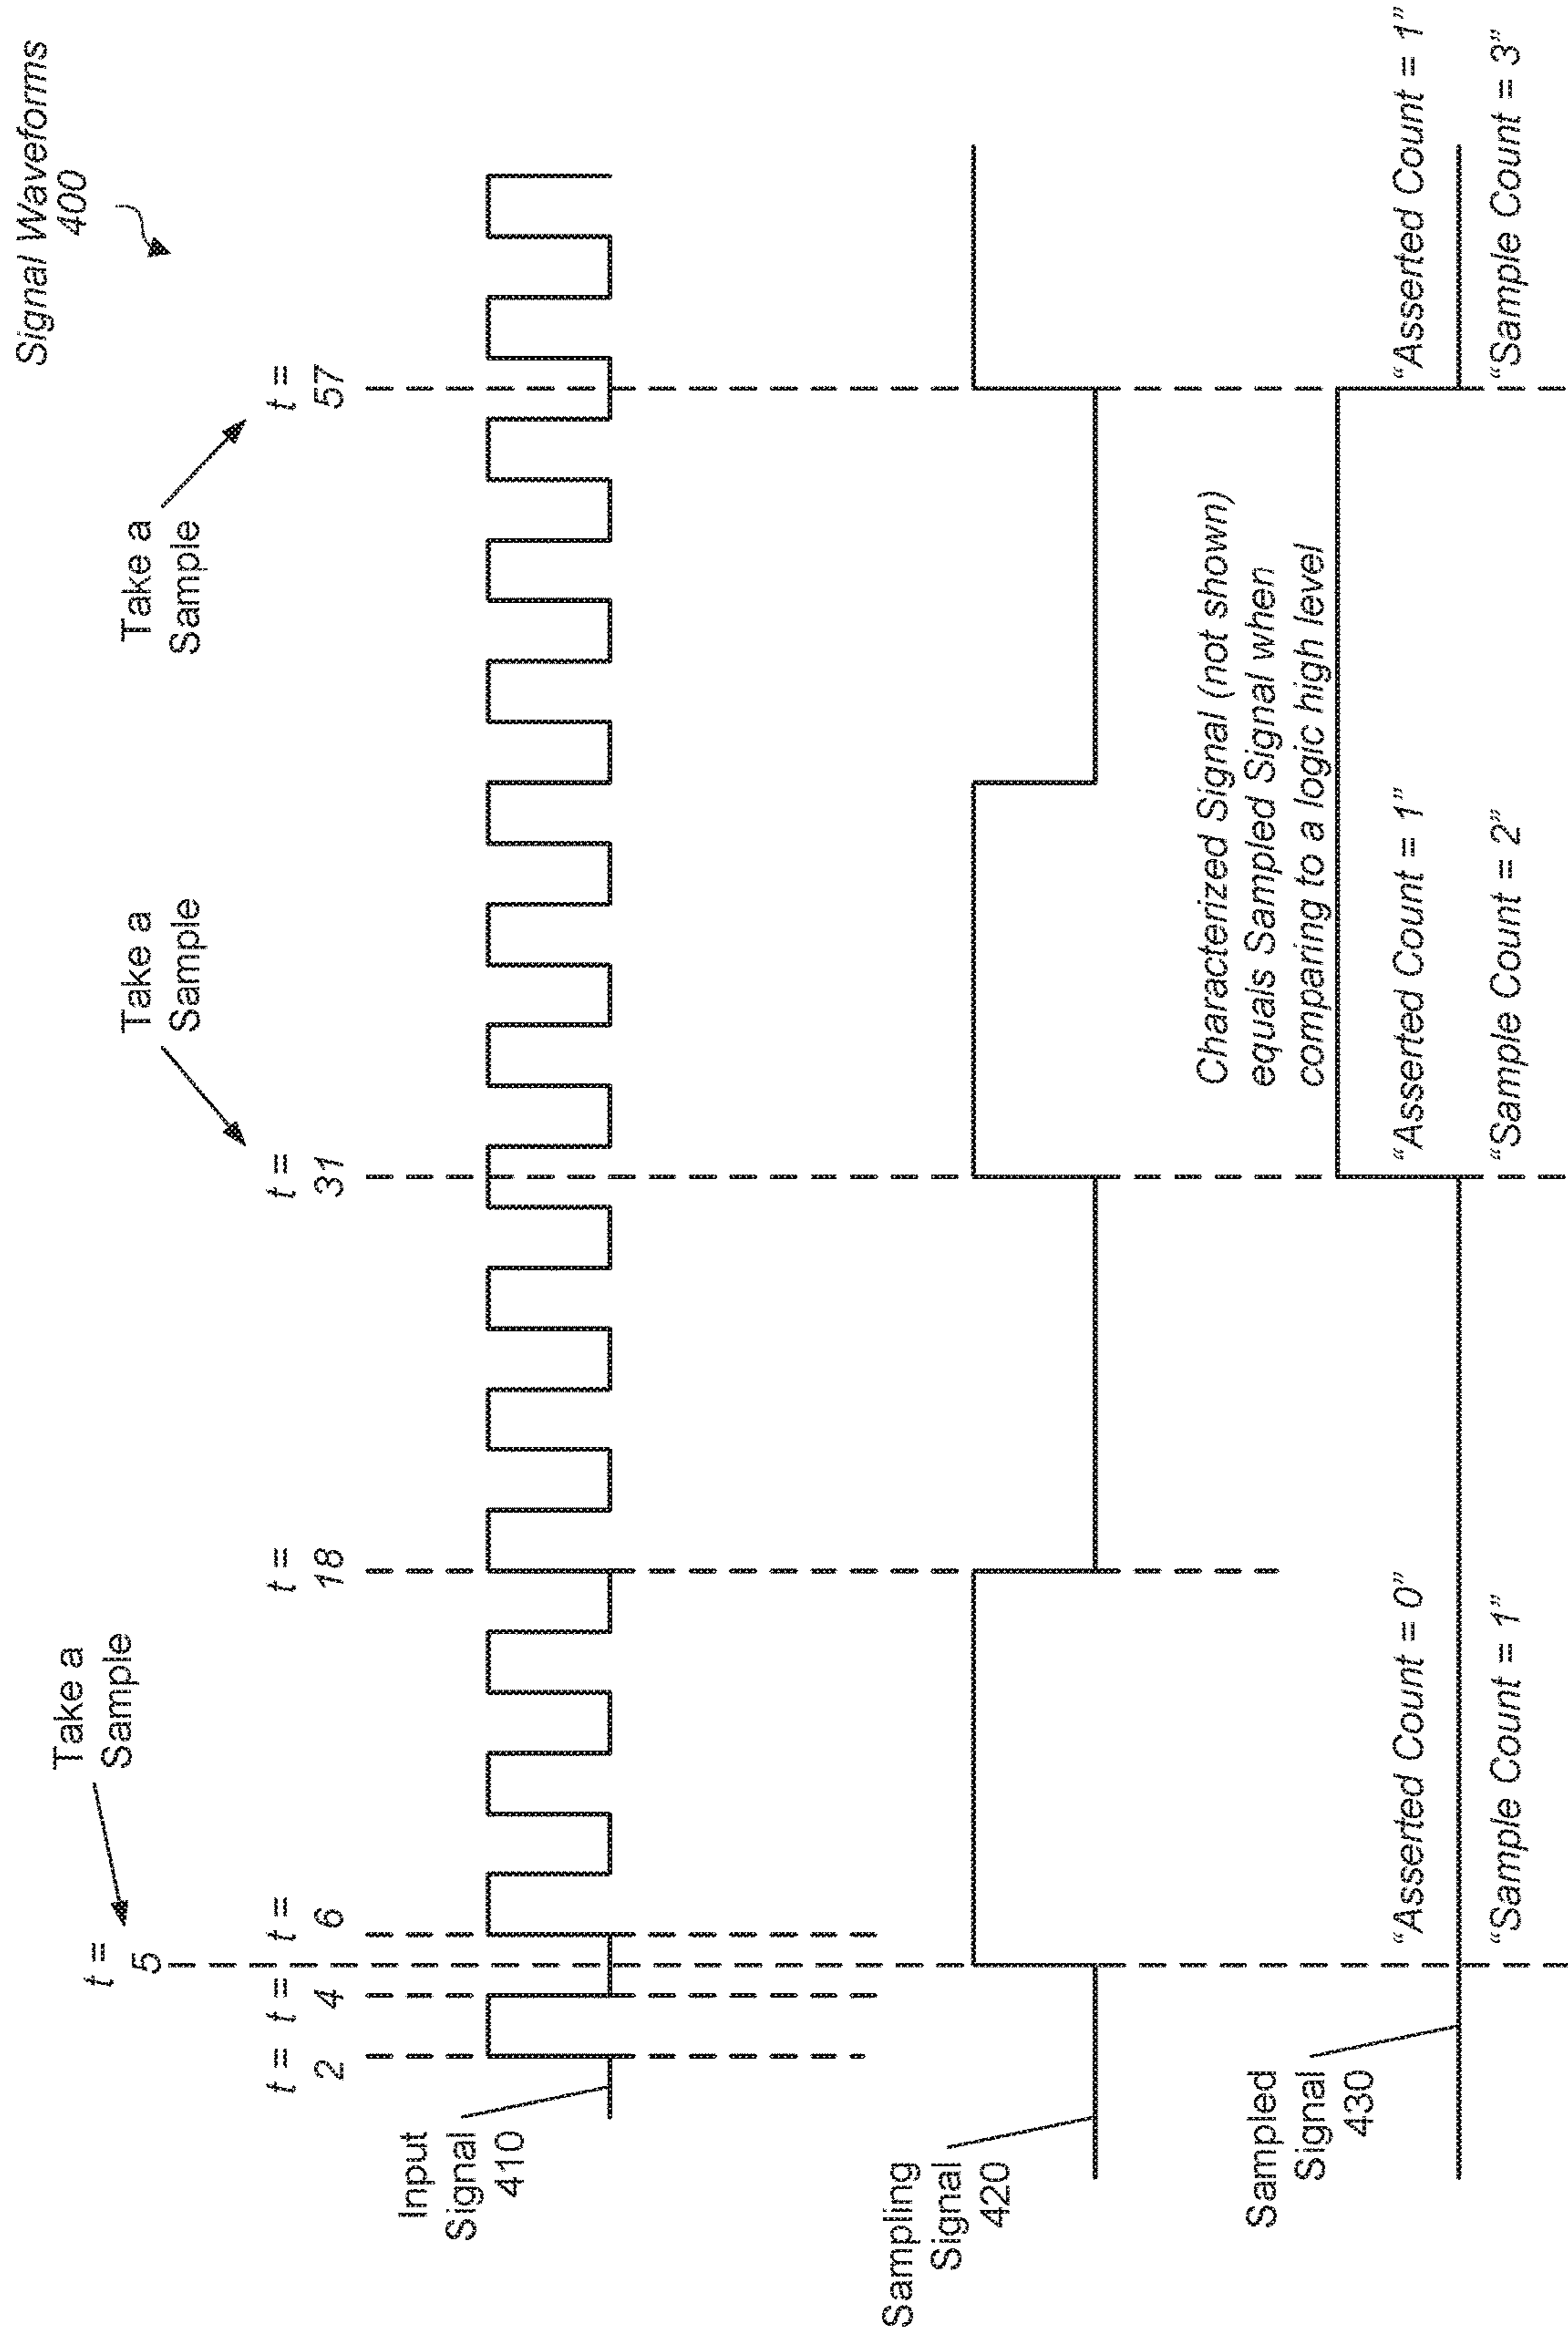 Signal Waveforms
400
Take a
Sample
t =
5
Take a
Sample
Take a
Sample
t =
2
t =
4
t =
6
t =
18
t =
31
t =
57
Input
Signal
410
Sampling
Signal
420
Characterized Signal (not shown)
equals Sampled Signal when
comparing to a logic high level
Sampled
Signal
430
“Asserted Count = 0”
“Asserted Count = 1”
“Asserted Count = 1”
“Sample Count = 1”
“Sample Count = 2”
“Sample Count = 3”